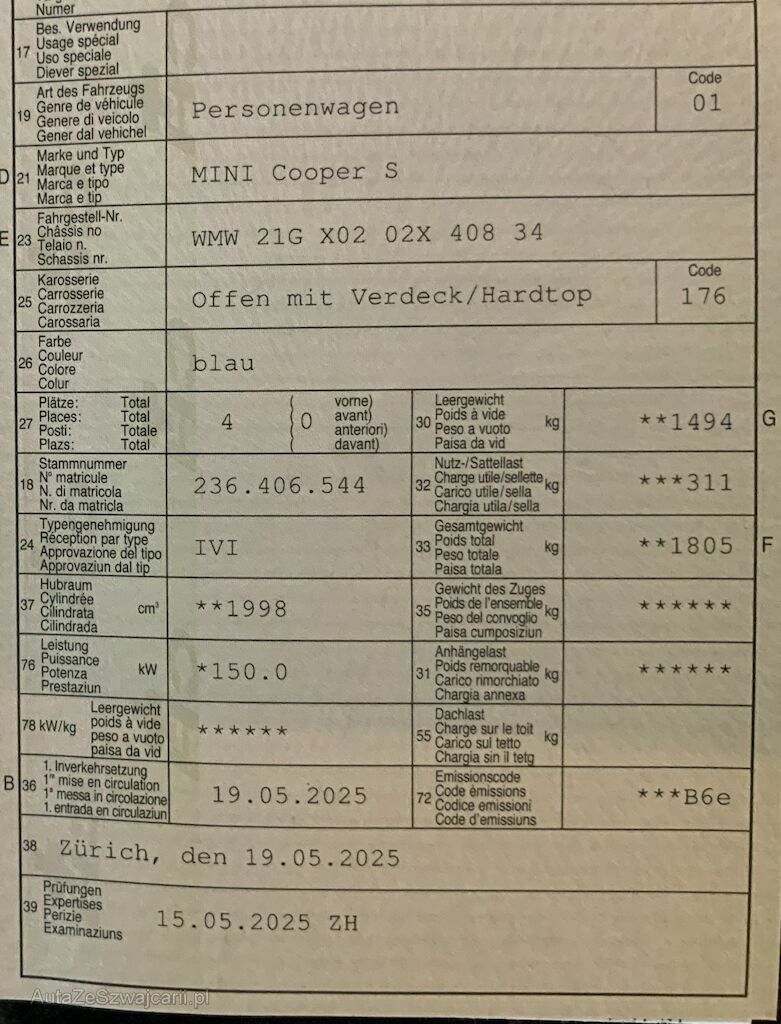 Numer
17 Bes. Verwendung
Usage spécial
Uso speciale
Diever spezial
19 Art des Fahrzeugs
Genre de véhicule
Genere di veicolo
Gener dal vehichel
Personenwagen
Code
01
D 21 Marke und Typ
Marque et type
Marca e tipo
Marca e tip
MINI Cooper S
E 23 Fahrgestell-Nr.
Châssis no
Telaio n.
Schassis nr.
WMW 21G X02 02X 408 34
25 Karosserie
Carrosserie
Carrozzeria
Carossaria
Offen mit Verdeck/Hardtop
Code
176
26 Farbe
Couleur
Colore
Colur
blau
27 Plätze: Total
Places: Total
Posti: Totale
Plazs: Total
4 ( 0 vorne)
avant)
anteriori)
davant)
30 Leergewicht
Poids à vide
Peso a vuoto
Paisa da vid
kg
**1494 G
18 Stammnummer
N° matricule
N. di matricola
Nr. da matricla
236.406.544
32 Nutz-/Sattellast
Charge utile/sellette
Carico utile/sella
Chargia utila/sella
kg
***311
24 Typengenehmigung
Réception par type
Approvazione del tipo
Approvaziun dal tip
IVI
33 Gesamtgewicht
Poids total
Peso totale
Paisa totala
kg
**1805 F
37 Hubraum
Cylindrée
Cilindrata
Cilindrada
cm³
**1998
35 Gewicht des Zuges
Poids de l'ensemble
Peso del convoglio
Paisa cumposiziun
kg
******
76 Leistung
Puissance
Potenza
Prestaziun
kW
*150.0
31 Anhängelast
Poids remorquable
Carico rimorchiato
Chargia annexa
kg
******
78 kW/kg Leergewicht
poids à vide
peso a vuoto
paisa da vid
******
55 Dachlast
Charge sur le toit
Carico sul tetto
Chargia sin il tetg
kg
B 36 1. Inverkehrsetzung
1re mise en circulation
1a messa in circolazione
1. entrada en circulaziun
19.05.2025
72 Emissionscode
Code émissions
Codice emissioni
Code d'emissiuns
***B6e
38 Zürich, den 19.05.2025
39 Prüfungen
Expertises
Perizie
Examinaziuns
15.05.2025 ZH
AutaZeSzwajcarii.pl